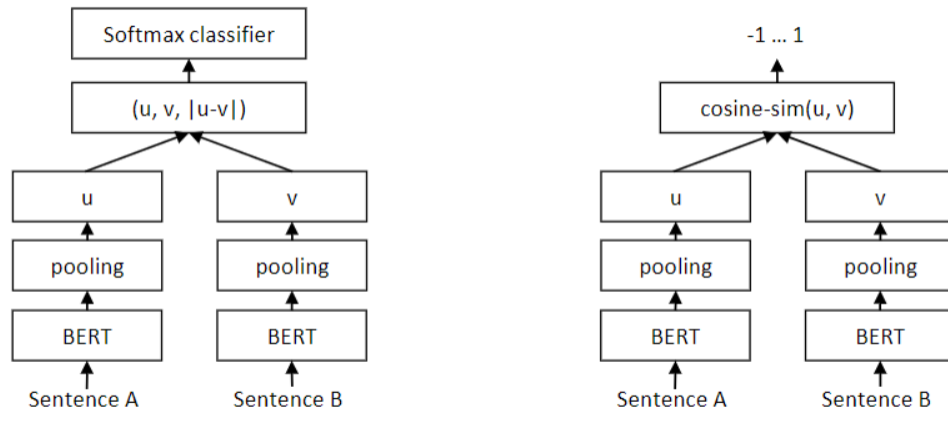 Softmax classifier
(u, v, |u-v|)
u
v
pooling
pooling
BERT
BERT
Sentence A
Sentence B
-1 ... 1
cosine-sim(u, v)
u
v
pooling
pooling
BERT
BERT
Sentence A
Sentence B